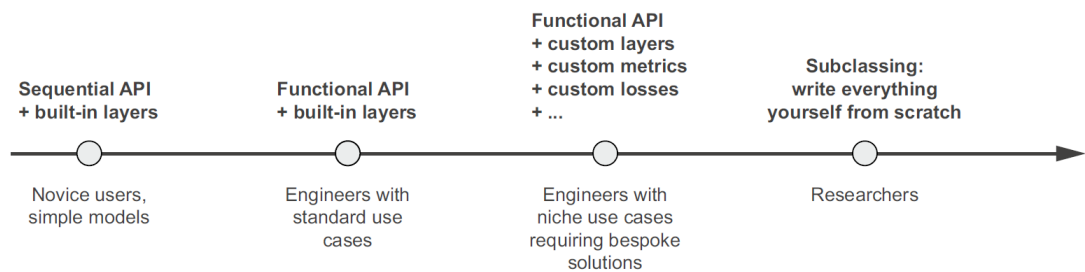 Sequential API
+ built-in layers
Functional API
+ built-in layers
Functional API
+ custom layers
+ custom metrics
+ custom losses
+ ...
Subclassing:
write everything
yourself from scratch
Novice users,
simple models
Engineers with
standard use
cases
Engineers with
niche use cases
requiring bespoke
solutions
Researchers